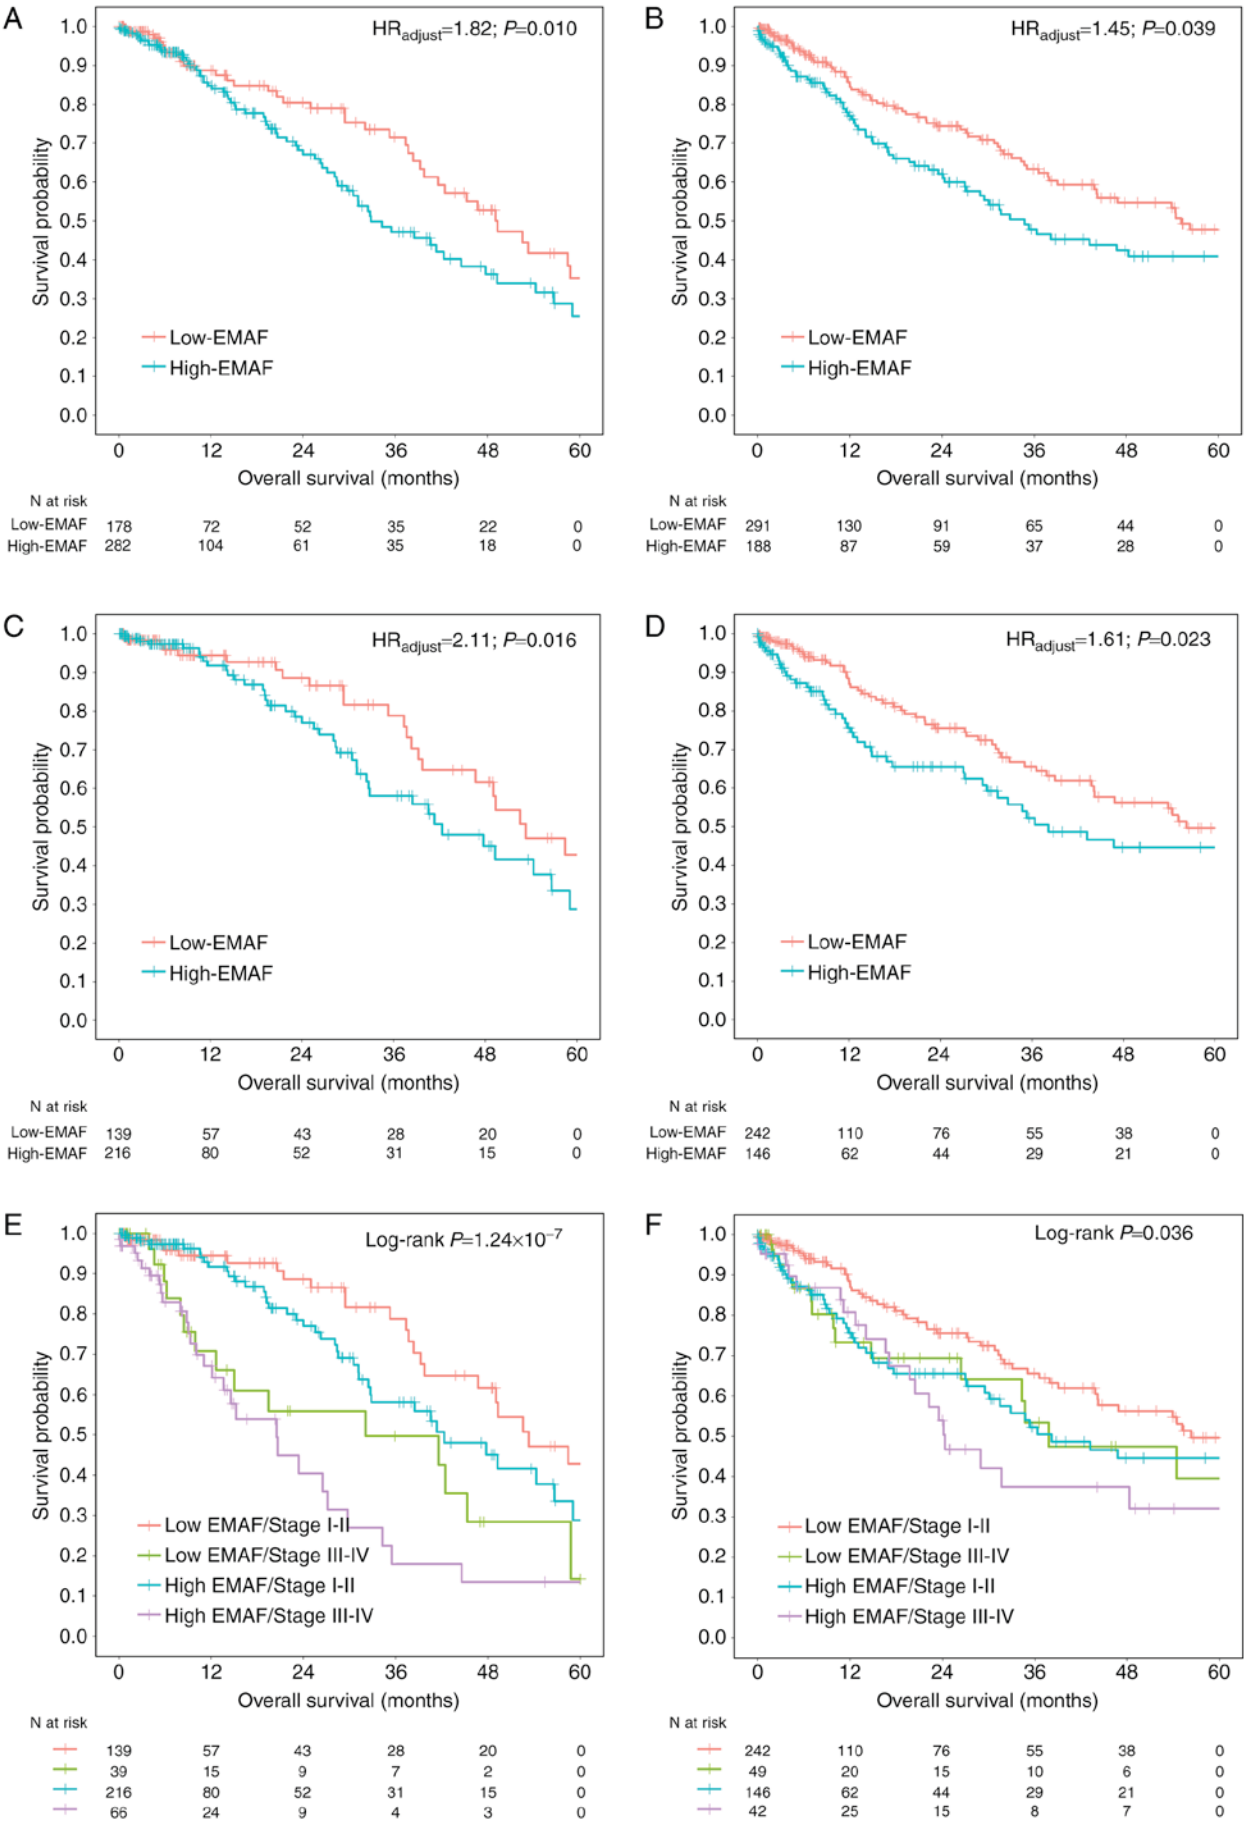 A
HRadjust=1.82; P=0.010
Survival probability
1.0
0.9
0.8
0.7
0.6
0.5
0.4
0.3
0.2
0.1
0.0
Low-EMAF
High-EMAF
0 12 24 36 48 60
Overall survival (months)
N at risk
Low-EMAF 178 72 52 35 22 0
High-EMAF 282 104 61 35 18 0
B
HRadjust=1.45; P=0.039
Survival probability
1.0
0.9
0.8
0.7
0.6
0.5
0.4
0.3
0.2
0.1
0.0
Low-EMAF
High-EMAF
0 12 24 36 48 60
Overall survival (months)
N at risk
Low-EMAF 291 130 91 65 44 0
High-EMAF 188 87 59 37 28 0
C
HRadjust=2.11; P=0.016
Survival probability
1.0
0.9
0.8
0.7
0.6
0.5
0.4
0.3
0.2
0.1
0.0
Low-EMAF
High-EMAF
0 12 24 36 48 60
Overall survival (months)
N at risk
Low-EMAF 139 57 43 28 20 0
High-EMAF 216 80 52 31 15 0
D
HRadjust=1.61; P=0.023
Survival probability
1.0
0.9
0.8
0.7
0.6
0.5
0.4
0.3
0.2
0.1
0.0
Low-EMAF
High-EMAF
0 12 24 36 48 60
Overall survival (months)
N at risk
Low-EMAF 242 110 76 55 38 0
High-EMAF 146 62 44 29 21 0
E
Log-rank P=1.24×10⁻⁷
Survival probability
1.0
0.9
0.8
0.7
0.6
0.5
0.4
0.3
0.2
0.1
0.0
Low EMAF/Stage I-II
Low EMAF/Stage III-IV
High EMAF/Stage I-II
High EMAF/Stage III-IV
0 12 24 36 48 60
Overall survival (months)
N at risk
139 57 43 28 20 0
39 15 9 7 2 0
216 80 52 31 15 0
66 24 9 4 3 0
F
Log-rank P=0.036
Survival probability
1.0
0.9
0.8
0.7
0.6
0.5
0.4
0.3
0.2
0.1
0.0
Low EMAF/Stage I-II
Low EMAF/Stage III-IV
High EMAF/Stage I-II
High EMAF/Stage III-IV
0 12 24 36 48 60
Overall survival (months)
N at risk
242 110 76 55 38 0
49 20 15 10 6 0
146 62 44 29 21 0
42 25 15 8 7 0